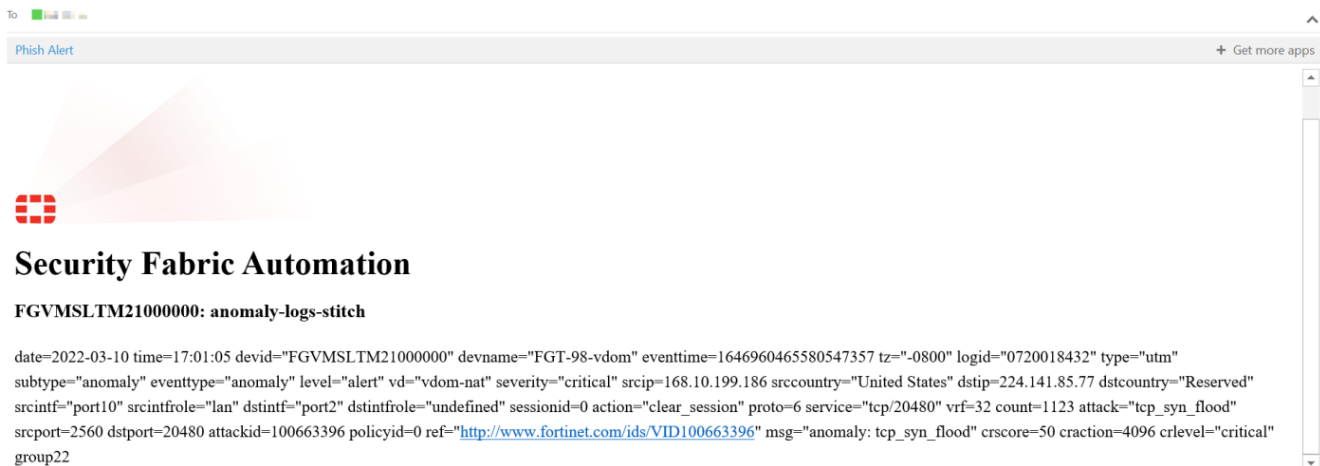 To
Phish Alert
+ Get more apps
Security Fabric Automation
FGVMSLTM21000000: anomaly-logs-stitch
date=2022-03-10 time=17:01:05 devid="FGVMSLTM21000000" devname="FGT-98-vdom" eventtime=1646960465580547357 tz="-0800" logid="0720018432" type="utm"
subtype="anomaly" eventtype="anomaly" level="alert" vd="vdom-nat" severity="critical" srcip=168.10.199.186 srccountry="United States" dstip=224.141.85.77 dstcountry="Reserved"
srcintf="port10" srcintfrole="lan" dstintf="port2" dstintfrole="undefined" sessionid=0 action="clear_session" proto=6 service="tcp/20480" vrf=32 count=1123 attack="tcp_syn_flood"
srcport=2560 dstport=20480 attackid=100663396 policyid=0 ref="http://www.fortinet.com/ids/VID100663396" msg="anomaly: tcp_syn_flood" crscore=50 craction=4096 crlevel="critical"
group22